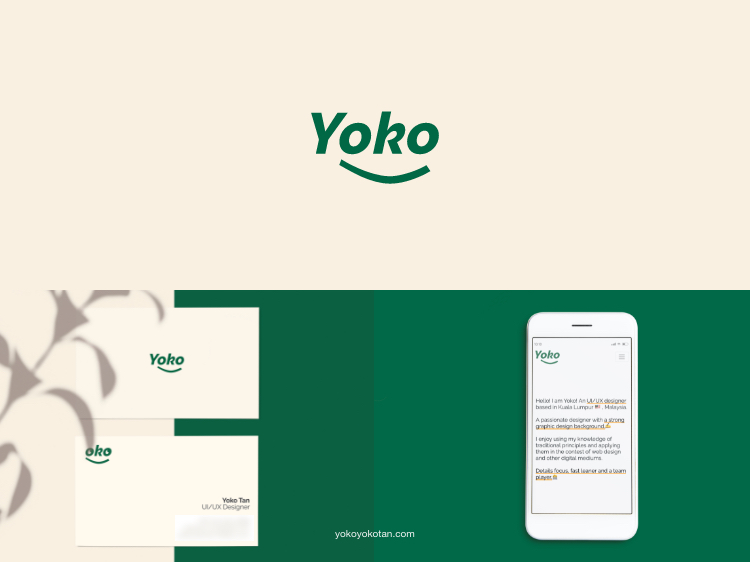 Yoko
Yoko
oko
Yoko Tan
UI/UX Designer
yokoyokotan.com
Yoko
Hello! I am Yoko! An UI/UX designer
based in Kuala Lumpur 🇲🇾 , Malaysia
A passionate designer with a strong
graphic design background
I enjoy using my knowledge of
traditional principles and applying
them in the context of web design
and other digital mediums
Details focus, fast leaner and a team
player